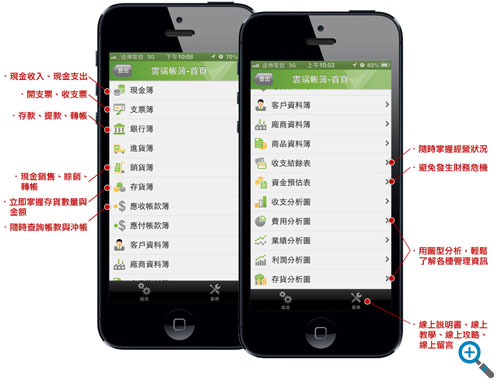 遠傳電信 3G 下午10:08 70%
登出 雲端帳簿-首頁
現金簿
支票簿
銀行簿
進貨簿
銷貨簿
存貨簿
應收帳款簿
應付帳款簿
客戶資料簿
廠商資料簿
設定 服務
・現金收入、現金支出
・開支票、收支票
・存款、提款、轉帳
・現金銷售、賒銷、
轉帳
・立即掌握存貨數量與
金額
・隨時查詢帳款與沖帳
遠傳電信 3G 上午10:53 83%
登出 雲端帳簿-首頁
客戶資料簿
廠商資料簿
商品資料簿
收支結餘表
資金預估表
收支分析圖
費用分析圖
業績分析圖
利潤分析圖
存貨分析圖
設定 服務
・隨時掌握經營狀況
・避免發生財務危機
・用圖型分析，輕鬆
了解各種管理資訊
・線上說明書、線上
教學、線上攻略、
線上留言